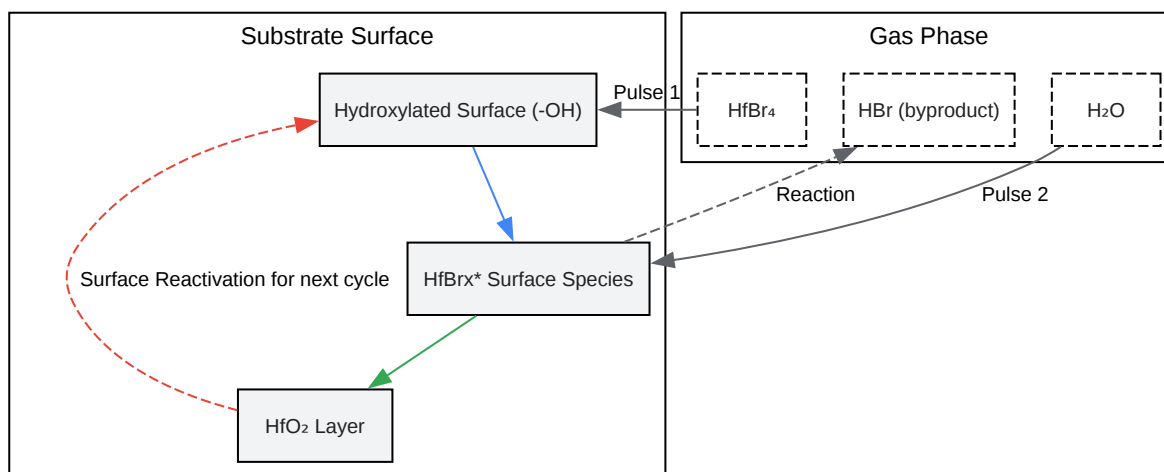 Substrate Surface
Gas Phase
Hydroxylated Surface (-OH)
Pulse 1
HfBr₄
HBr (byproduct)
H₂O
Reaction
Pulse 2
Surface Reactivation for next cycle
HfBrx* Surface Species
HfO₂ Layer